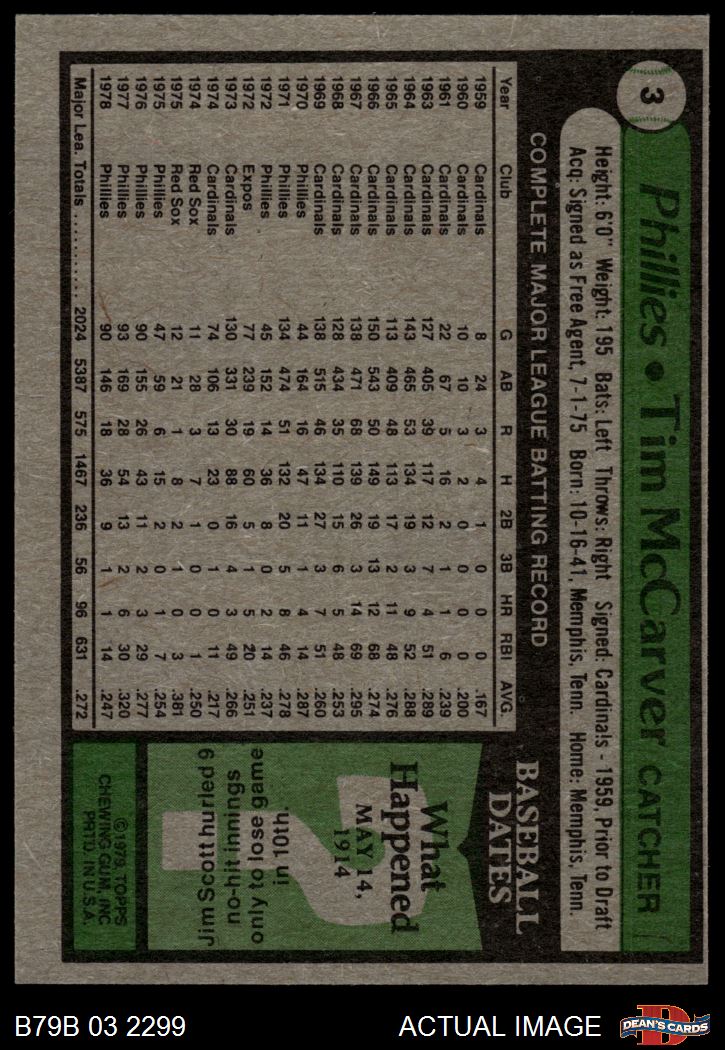 3
Phillies • Tim McCarver CATCHER
Height: 6'0" Weight: 195 Bats: Left Throws: Right Signed: Cardinals - 1959, Prior to Draft
Acq: Signed as Free Agent, 7-1-75 Born: 10-16-41, Memphis, Tenn. Home: Memphis, Tenn.
COMPLETE MAJOR LEAGUE BATTING RECORD
Year Club G AB R H 2B 3B HR RBI AVG.
1959 Cardinals 8 24 3 4 1 0 0 0 .167
1960 Cardinals 10 10 3 2 0 0 0 0 .200
1961 Cardinals 22 67 5 16 2 1 1 6 .239
1963 Cardinals 127 405 39 117 12 7 4 51 .289
1964 Cardinals 143 465 53 134 19 3 9 52 .288
1965 Cardinals 113 409 48 113 17 2 11 48 .276
1966 Cardinals 150 543 50 149 19 13 12 68 .274
1967 Cardinals 138 471 68 139 26 3 14 69 .295
1968 Cardinals 128 434 35 110 15 6 5 48 .253
1969 Cardinals 138 515 46 134 27 3 7 51 .260
1970 Phillies 44 164 16 47 11 1 4 14 .287
1971 Phillies 134 474 51 132 20 5 8 46 .278
1972 Phillies 45 152 14 36 8 0 2 14 .237
1972 Expos 77 239 19 60 5 1 5 20 .251
1973 Cardinals 130 331 30 88 16 4 3 49 .266
1974 Cardinals 74 106 13 23 0 1 0 11 .217
1974 Red Sox 11 28 3 7 1 0 0 1 .250
1975 Red Sox 12 21 1 8 2 1 0 3 .381
1975 Phillies 47 59 6 15 2 0 1 7 .254
1976 Phillies 90 155 26 43 11 2 3 29 .277
1977 Phillies 93 169 28 54 13 2 6 30 .320
1978 Phillies 90 146 18 36 9 1 1 14 .247
Major Lea. Totals .......... 2024 5387 575 1467 236 56 96 631 .272
BASEBALL
DATES
What
Happened
MAY 14,
1914
?
Jim Scott hurled 9
no-hit innings
only to lose game
in 10th.
©1979, TOPPS
CHEWING GUM, INC
PRTD. IN U.S.A.
B79B 03 2299
ACTUAL IMAGE
D
DEAN'S CARDS